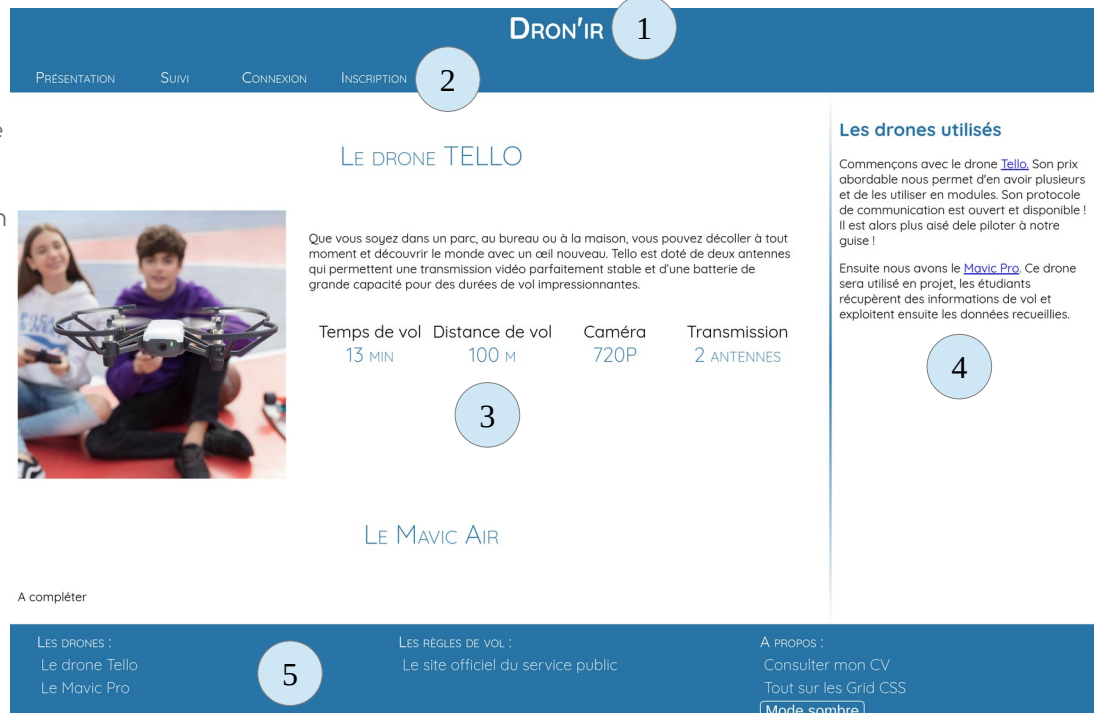 Dron'ir
1
Présentation Suivi Connexion Inscription
2
e
n
Le drone TELLO
Que vous soyez dans un parc, au bureau ou à la maison, vous pouvez décoller à tout
moment et découvrir le monde avec un œil nouveau. Tello est doté de deux antennes
qui permettent une transmission vidéo parfaitement stable et d'une batterie de
grande capacité pour des durées de vol impressionnantes.
Temps de vol Distance de vol Caméra Transmission
13 min 100 m 720P 2 antennes
3
Le Mavic Air
A compléter
Les drones utilisés
Commençons avec le drone Tello. Son prix
abordable nous permet d'en avoir plusieurs
et de les utiliser en modules. Son protocole
de communication est ouvert et disponible !
Il est alors plus aisé dele piloter à notre
guise !
Ensuite nous avons le Mavic Pro. Ce drone
sera utilisé en projet, les étudiants
récupèrent des informations de vol et
exploitent ensuite les données recueillies.
4
Les drones :
Le drone Tello
Le Mavic Pro
5
Les règles de vol :
Le site officiel du service public
A propos :
Consulter mon CV
Tout sur les Grid CSS
Mode sombre